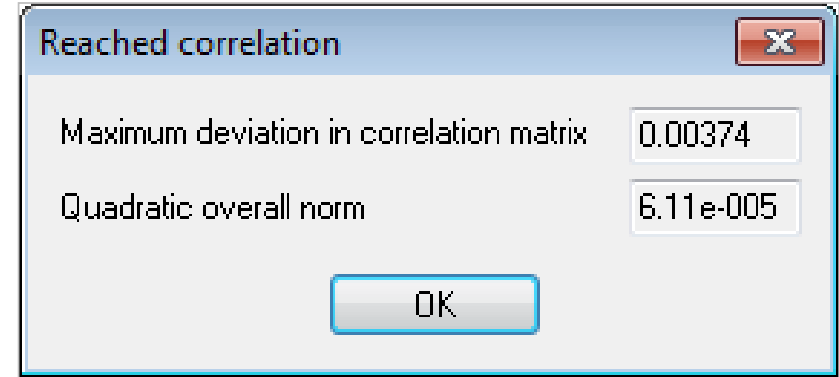 Reached correlation
Maximum deviation in correlation matrix 0.00374
Quadratic overall norm 6.11e-005
OK